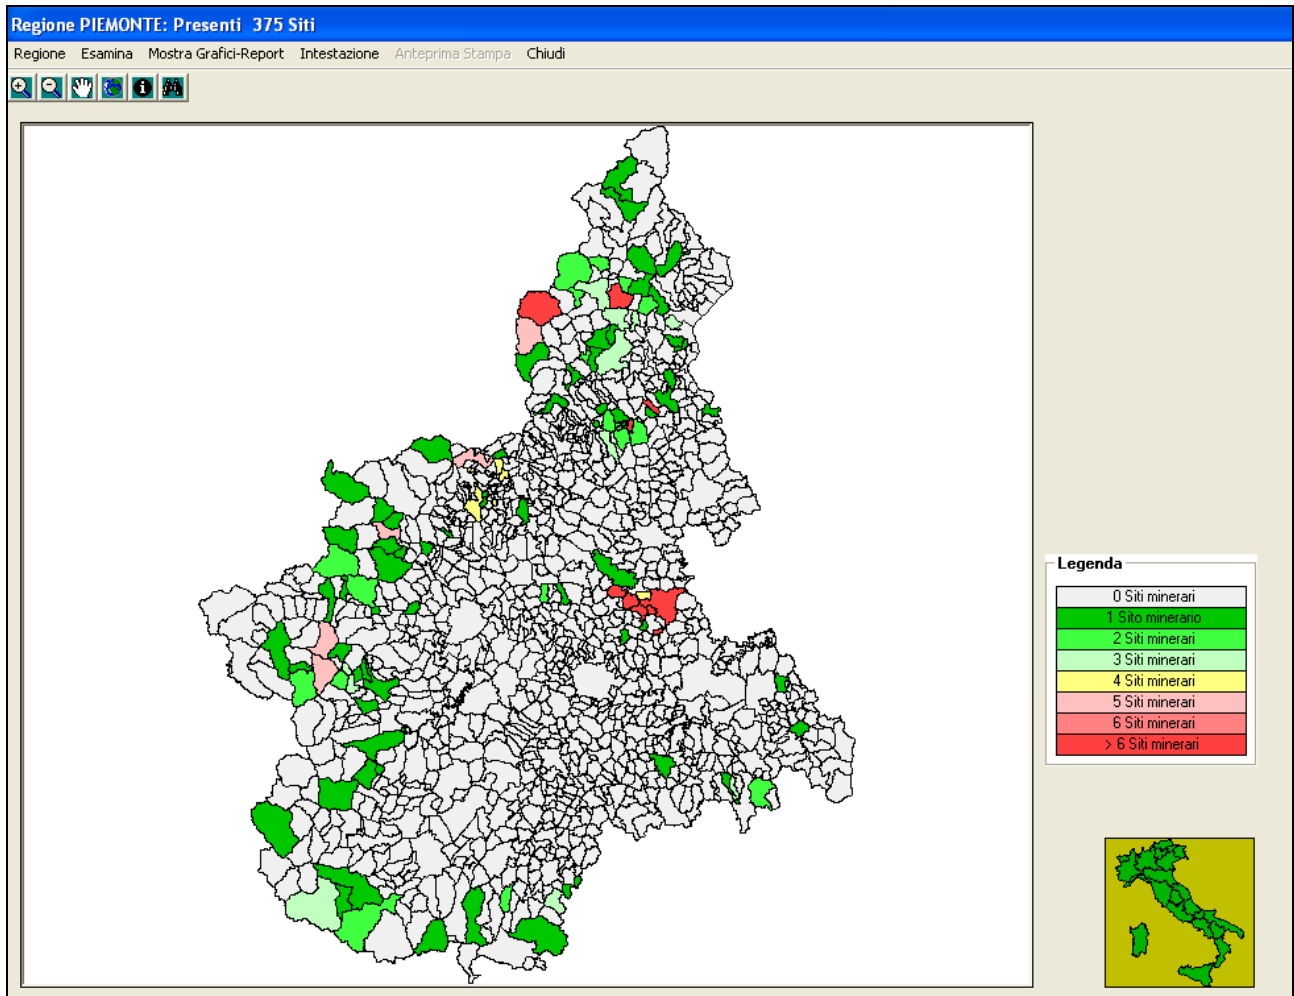 Regione PIEMONTE: Presenti 375 Siti
Regione Esamina Mostra Grafici-Report Intestazione Anteprima Stampa Chiudi
Legenda
0 Siti minerari
1 Sito minerario
2 Siti minerari
3 Siti minerari
4 Siti minerari
5 Siti minerari
6 Siti minerari
> 6 Siti minerari